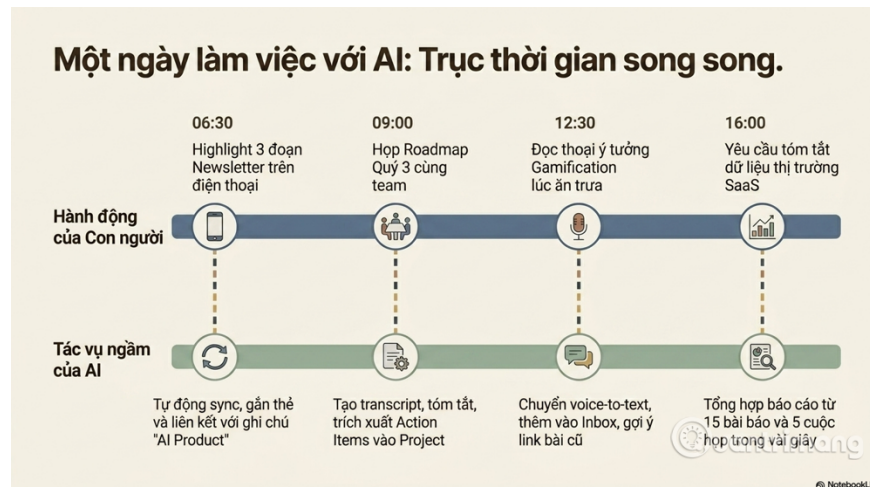 Một ngày làm việc với AI: Trục thời gian song song.
06:30
Highlight 3 đoạn
Newsletter trên
điện thoại
09:00
Họp Roadmap
Quý 3 cùng
team
12:30
Đọc thoại ý tưởng
Gamification
lúc ăn trưa
16:00
Yêu cầu tóm tắt
dữ liệu thị trường
SaaS
Hành động
của Con người
Tác vụ ngầm
của AI
Tự động sync, gắn thẻ
và liên kết với ghi chú
"AI Product"
Tạo transcript, tóm tắt,
trích xuất Action
Items vào Project
Chuyển voice-to-text,
thêm vào Inbox, gợi ý
link bài cũ
Tổng hợp báo cáo từ
15 bài báo và 5 cuộc
họp trong vài giây